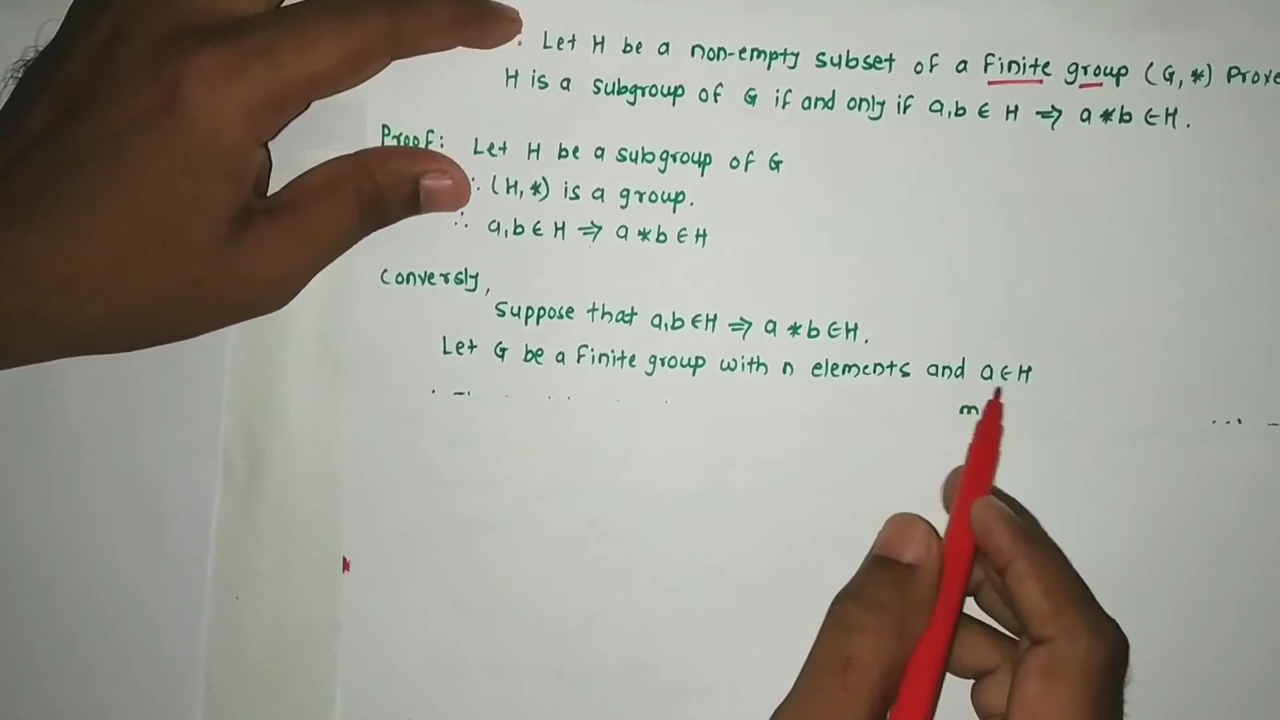 Let H be a non-empty subset of a finite group (G, *) Prove
H is a subgroup of G if and only if a,b ∈ H ⇒ a * b ∈ H.
Proof: Let H be a subgroup of G
∴ (H, *) is a group.
∴ a,b ∈ H ⇒ a * b ∈ H
Conversly,
Suppose that a,b ∈ H ⇒ a * b ∈ H.
Let G be a finite group with n elements and a ∈ H